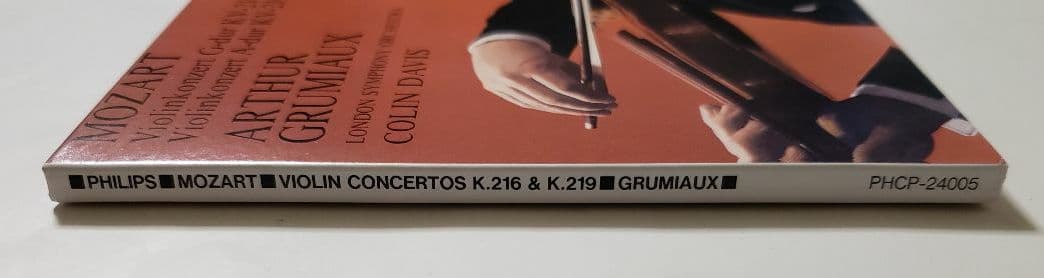 MOZART
Violinkonzert G-dur
Violinkonzert A-dur
ARTHUR
GRUMIAUX
LONDON SYMPHONY ORCHESTRA
COLIN DAVIS
■PHILIPS■MOZART■VIOLIN CONCERTOS K.216 & K.219■GRUMIAUX■ PHCP-24005